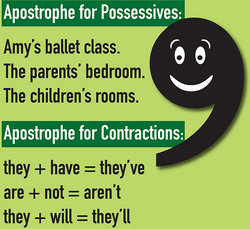 Apostrophe for Possessives:
Amy's ballet class.
The parents' bedroom.
The children's rooms.
Apostrophe for Contractions:
they + have = they've
are + not = aren't
they + will = they'll